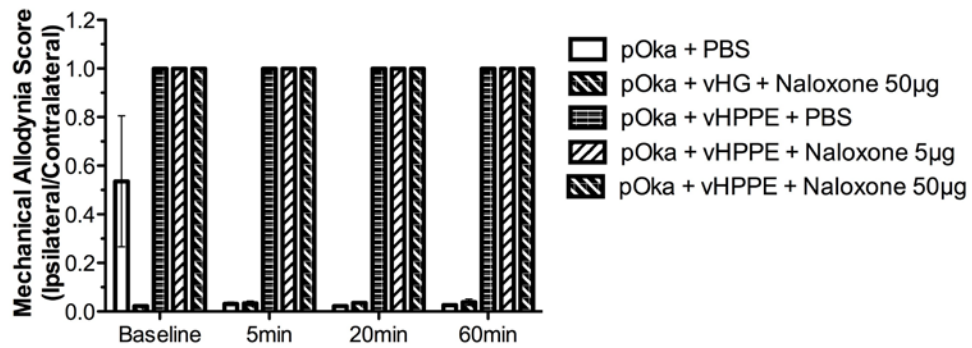 Mechanical Allodynia Score
(Ipsilateral/Contralateral)
1.2
1.0
0.8
0.6
0.4
0.2
0.0
Baseline
5min
20min
60min
pOka + PBS
pOka + vHG + Naloxone 50µg
pOka + vHPPE + PBS
pOka + vHPPE + Naloxone 5µg
pOka + vHPPE + Naloxone 50µg